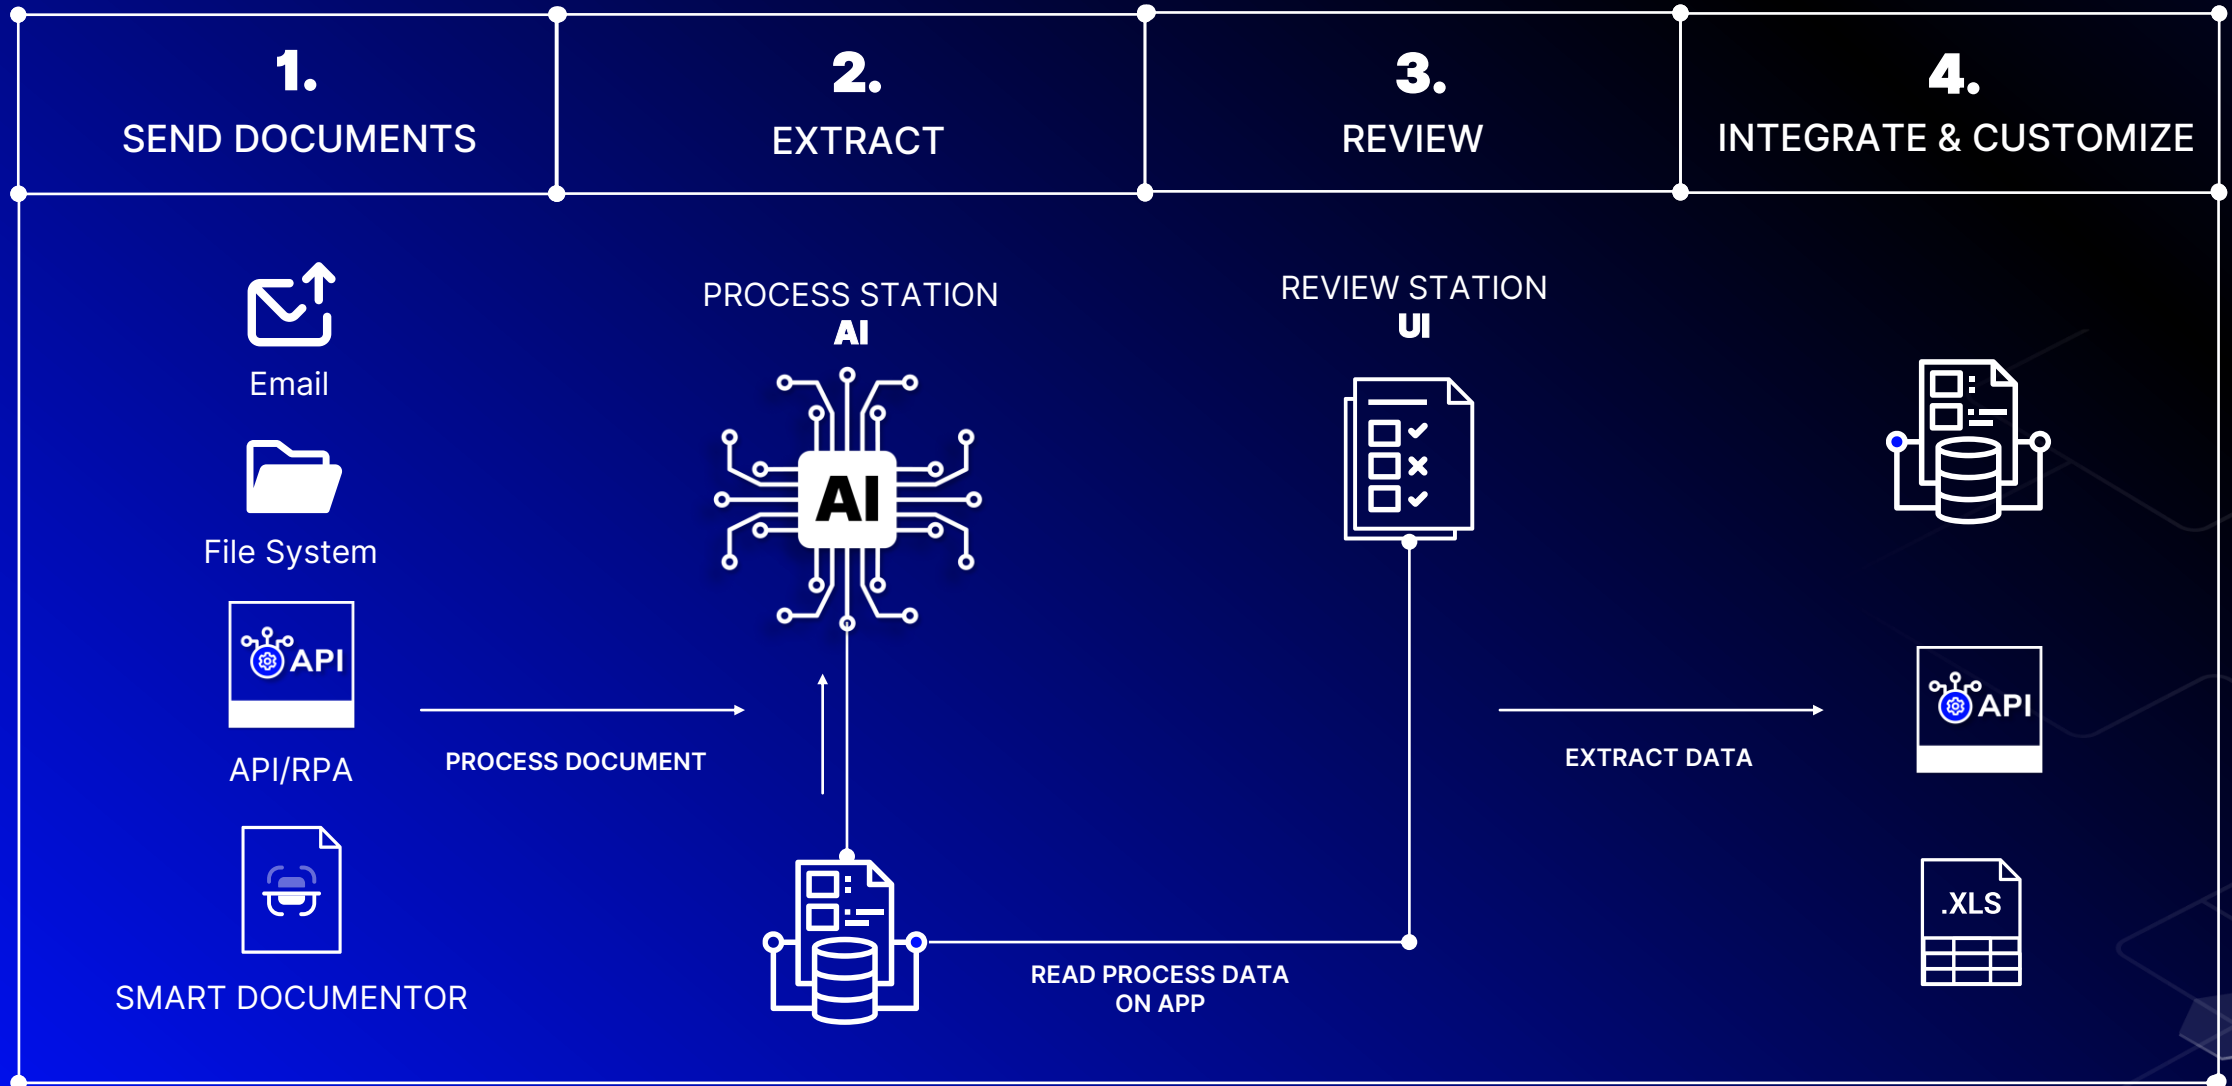 1.
SEND DOCUMENTS
2.
EXTRACT
3.
REVIEW
4.
INTEGRATE & CUSTOMIZE
Email
File System
API
API/RPA
SMART DOCUMENTOR
PROCESS DOCUMENT
PROCESS STATION
AI
AI
READ PROCESS DATA
ON APP
REVIEW STATION
UI
EXTRACT DATA
API
.XLS